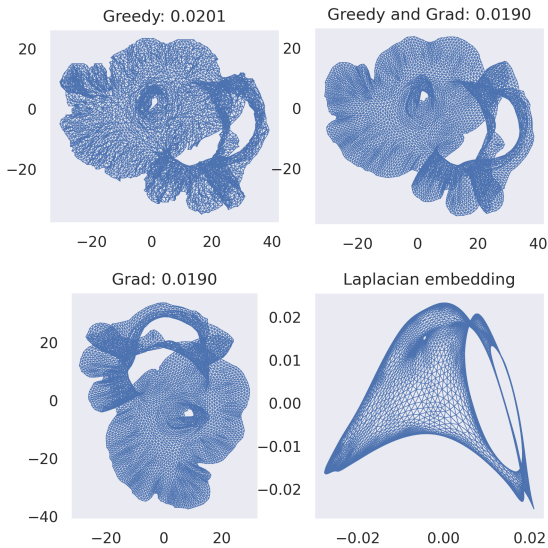 Greedy: 0.0201
20
0
−20
−20 0 20 40
Greedy and Grad: 0.0190
20
0
−20
−20 0 20 40
Grad: 0.0190
20
0
−20
−40
−20 0 20
Laplacian embedding
0.02
0.01
0.00
−0.01
−0.02
−0.02 0.00 0.02